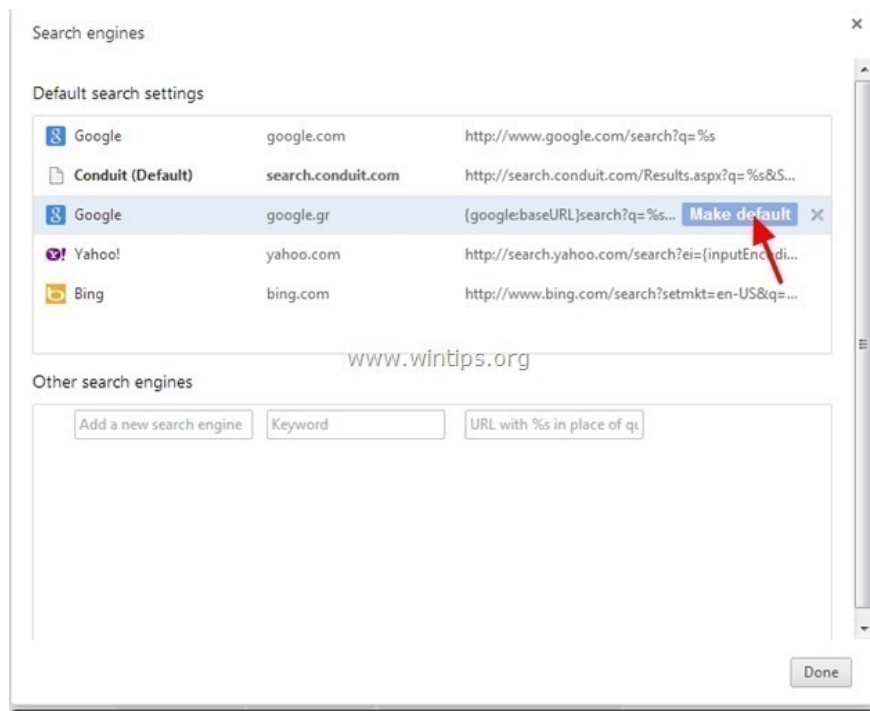 Search engines
Default search settings
Google google.com http://www.google.com/search?q=%s
Conduit (Default) search.conduit.com http://search.conduit.com/Results.aspx?q=%s&S...
Google google.gr {google:baseURL}search?q=%s... Make default
Yahoo! yahoo.com http://search.yahoo.com/search?ei={inputEncodi...
Bing bing.com http://www.bing.com/search?setmkt=en-US&q=...
www.wintips.org
Other search engines
Add a new search engine Keyword URL with %s in place of qu
Done